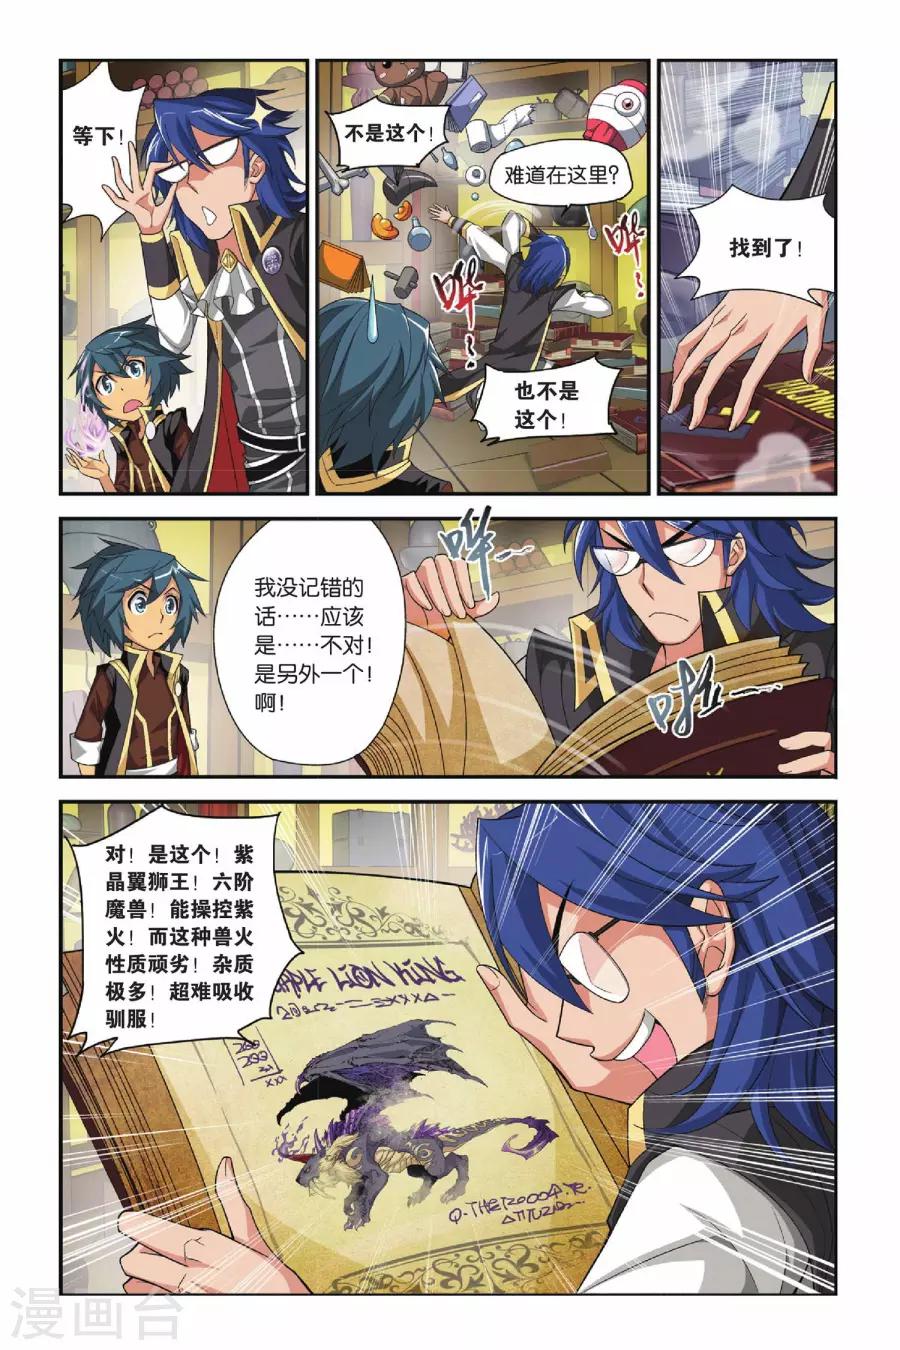 等下！
不是这个！
难道在这里？
哗
哗
也不是
这个！
找到了！
哗
我没记错的
话……应该
是……不对！
是另外一个！
啊！
啪
对！是这个！紫
晶翼狮王！六阶
魔兽！能操控紫
火！而这种兽火
性质顽劣！杂质
极多！超难吸收
驯服！
LION KING
漫画台